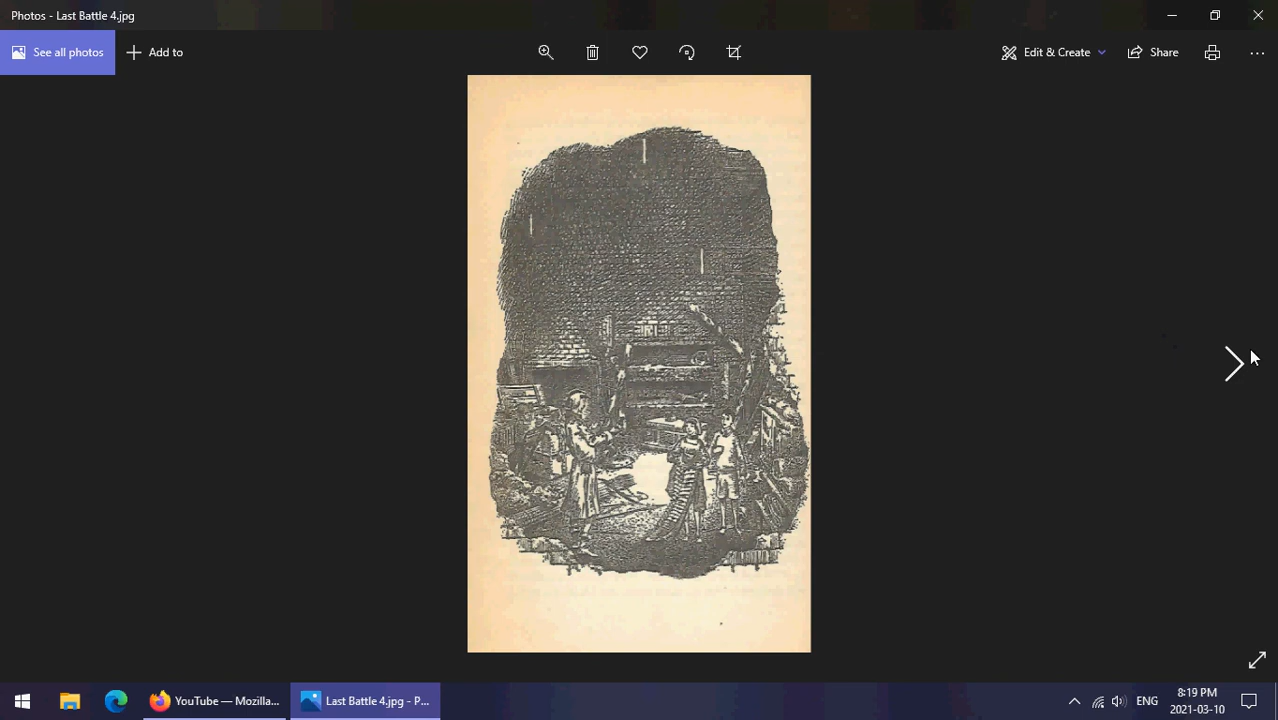 Photos - Last Battle 4.jpg
See all photos
Add to
Edit & Create
Share
YouTube — Mozilla...
Last Battle 4.jpg - P...
ENG
8:19 PM
2021-03-10